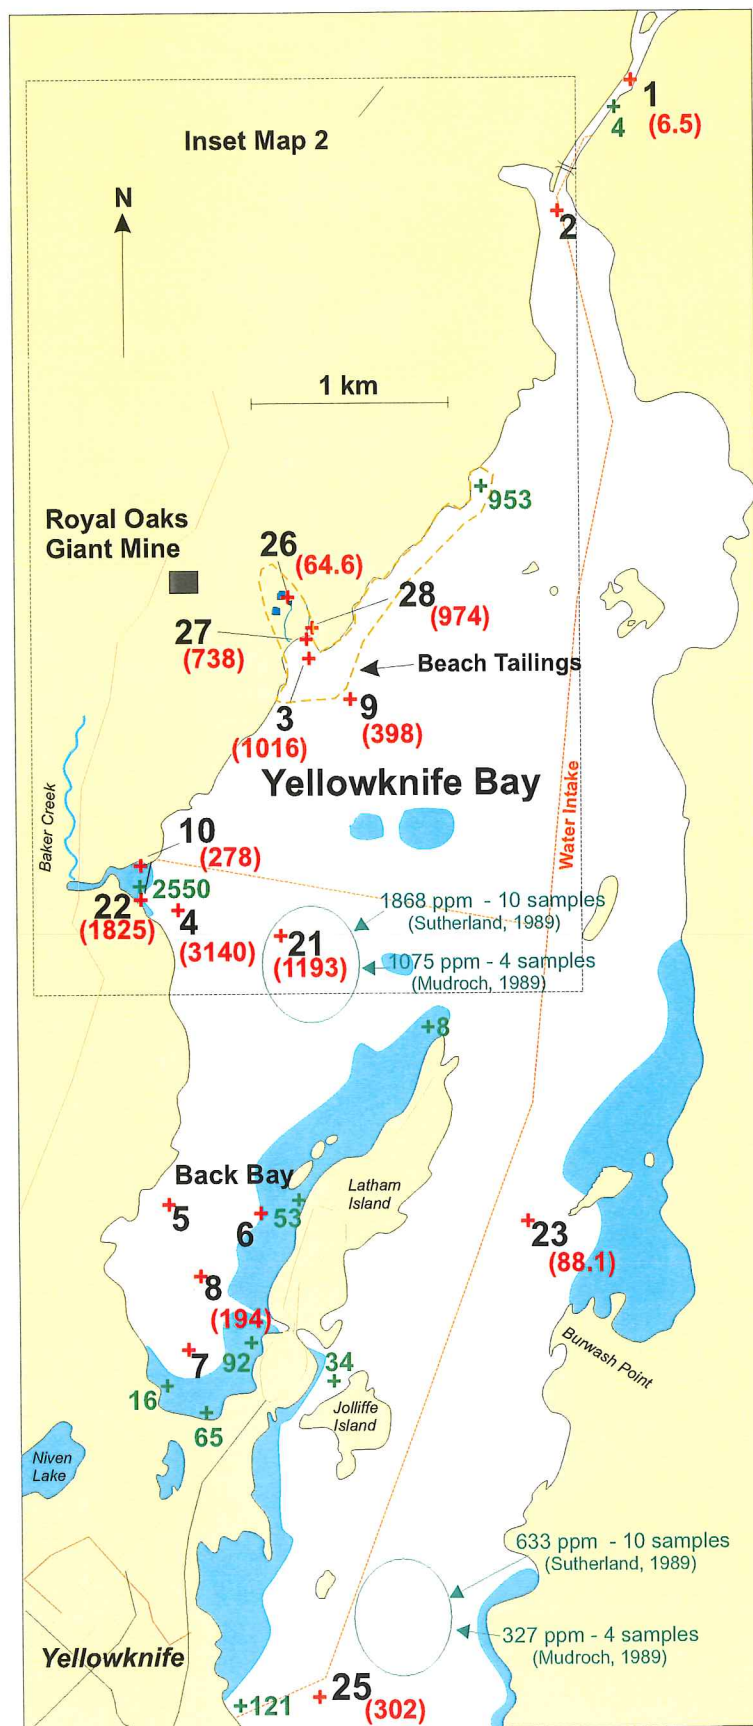 1
(6.5)
4
Inset Map 2
N
2
1 km
953
Royal Oaks
Giant Mine
26
(64.6)
28
(974)
27
(738)
Beach Tailings
3
(1016)
9
(398)
Yellowknife Bay
Water Intake
Baker Creek
10
(278)
2550
22
(1825)
4
(3140)
21
(1193)
1868 ppm - 10 samples
(Sutherland, 1989)
1075 ppm - 4 samples
(Mudroch, 1989)
8
Back Bay
Latham
Island
5
6
53
23
(88.1)
8
(194)
7
92
34
Burwash Point
16
65
Jolliffe
Island
Niven
Lake
633 ppm - 10 samples
(Sutherland, 1989)
327 ppm - 4 samples
(Mudroch, 1989)
Yellowknife
121
25
(302)